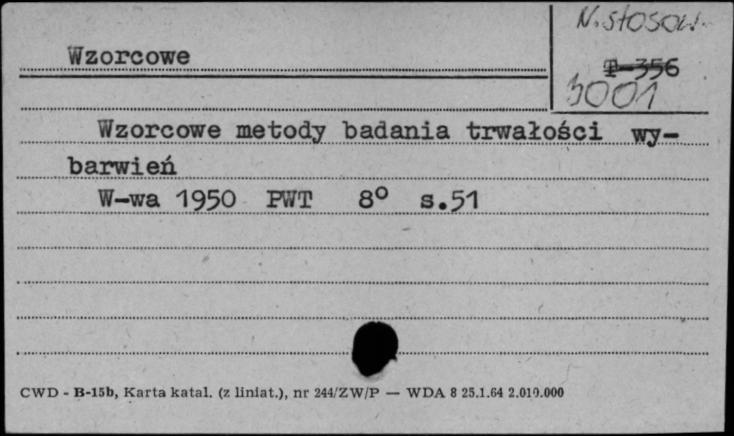 N. stosow.
Wzorcowe
T-356
3001
Wzorcowe metody badania trwałości wy-
barwień
W-wa 1950 PWT 8° s.51
CWD - B-15b, Karta katal. (z liniat.), nr 244/ZW/P — WDA 8 25.1.64 2.010.000